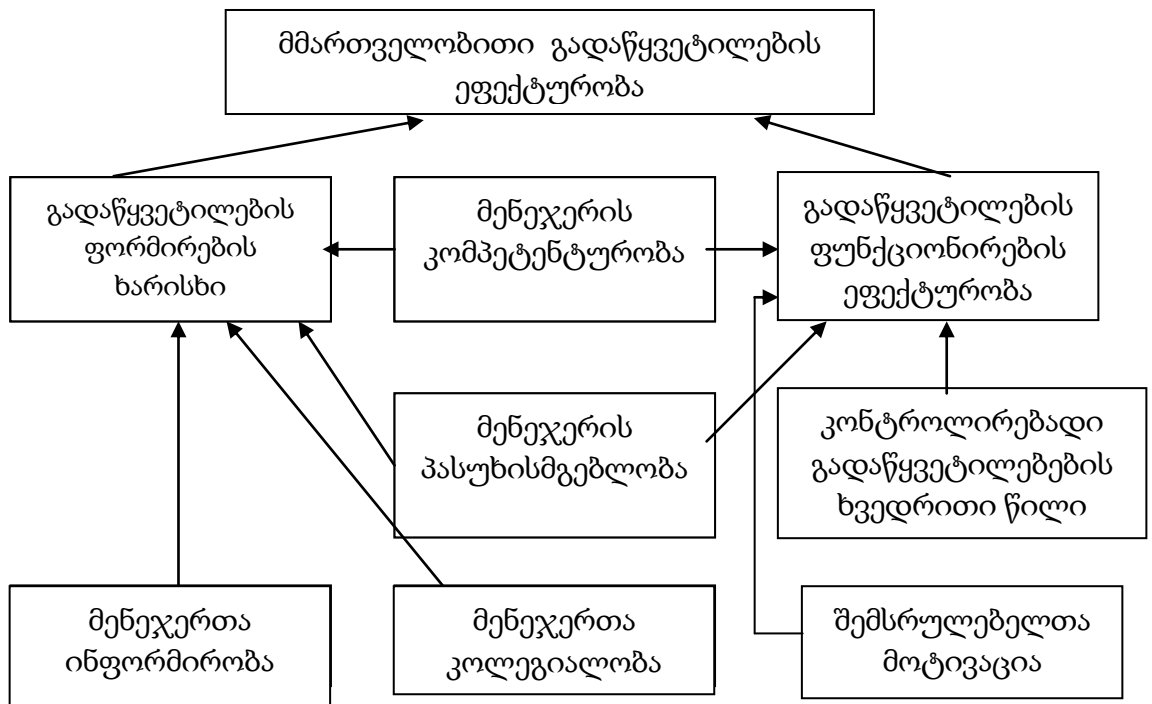 მმართველობითი გადაწყვეტილების
ეფექტურობა
გადაწყვეტილების
ფორმირების
ხარისხი
მენეჯერის
კომპეტენტურობა
გადაწყვეტილების
ფუნქციონირების
ეფექტურობა
მენეჯერის
პასუხისმგებლობა
კონტროლირებადი
გადაწყვეტილებების
ხვედრითი წილი
მენეჯერთა
ინფორმირობა
მენეჯერთა
კოლეგიალობა
შემსრულებელთა
მოტივაცია